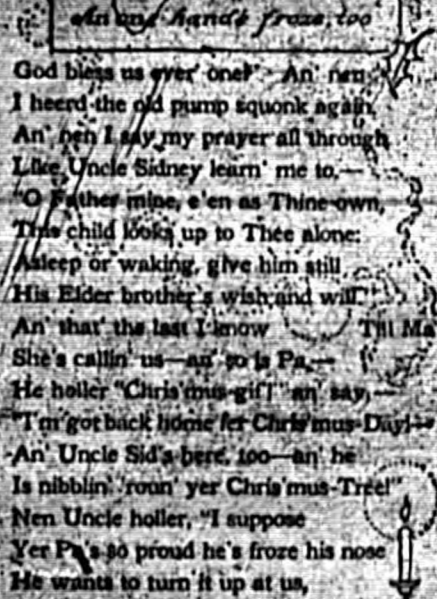 An' one hand's froze, too
God bless us ever' one!" An' nen
I heerd the old pump squonk again,
An' nen I say my prayer all through
Like Uncle Sidney learn' me to,—
"O Father mine, e'en as Thine own,
This child looks up to Thee alone:
Asleep or waking, give him still
His Elder brother's wish and will."
An' that' the last I know Till Ma
She's callin' us—an' so is Pa,—
He holler "Chris'mus-gif'!" an' say,—
"I'm got back home fer Chris'mus-Day!—
An' Uncle Sid's here, too—an' he
Is nibblin' 'roun' yer Chris'mus-Tree!"
Nen Uncle holler, "I suppose
Yer Pa's so proud he's froze his nose
He wants to turn it up at us,